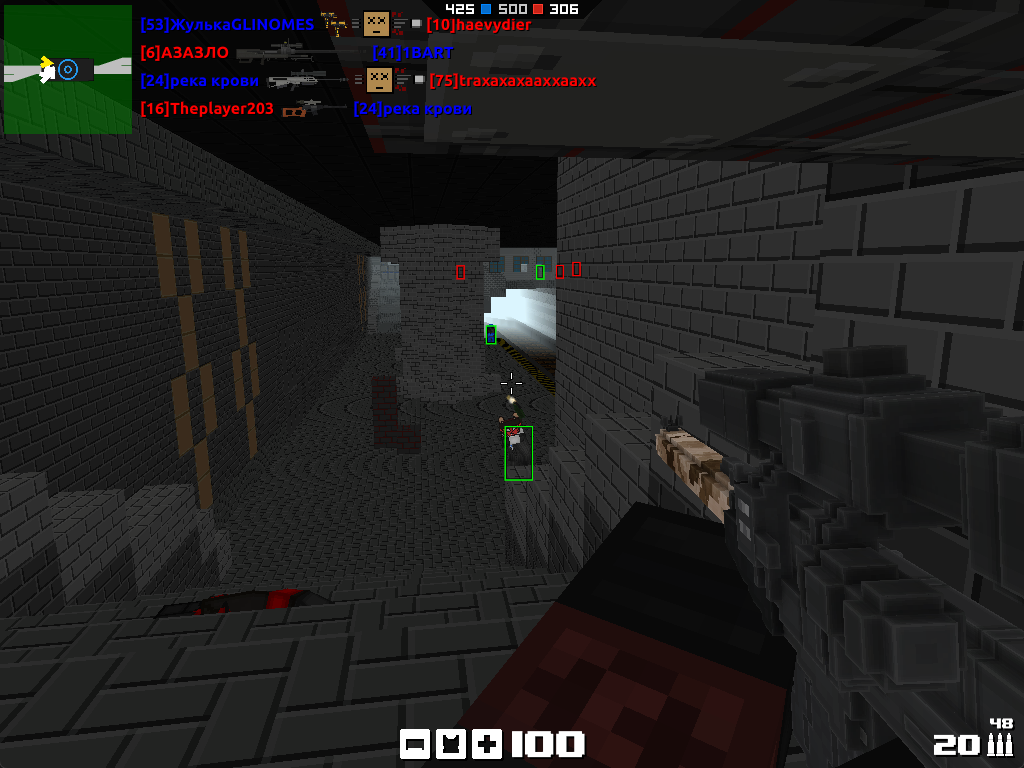 425 500 306
[53]ЖулькаGLINOMES [10]haevydier
[6]АЗАЗЛО [41]1BART
[24]река крови [75]traxaxaxaaxxaaxx
[16]Theplayer203 [24]река крови
100
48
20